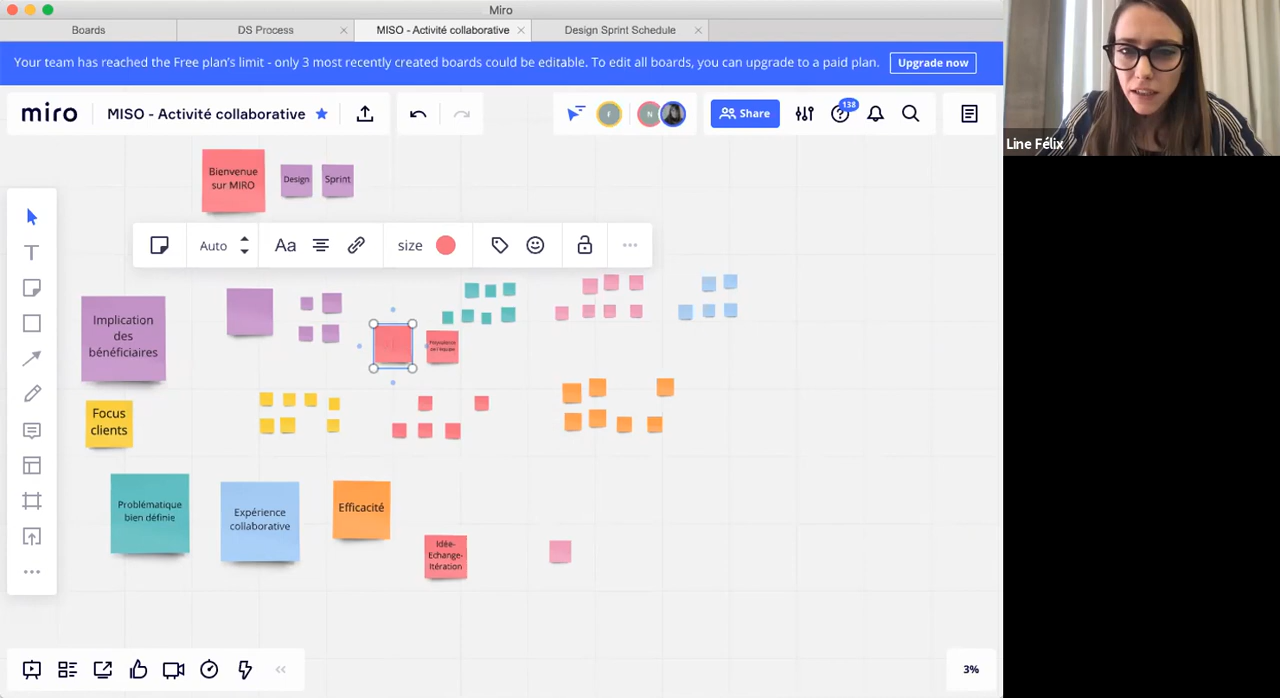 Miro
Boards
DS Process
MISO - Activité collaborative
Design Sprint Schedule
Your team has reached the Free plan's limit - only 3 most recently created boards could be editable. To edit all boards, you can upgrade to a paid plan.
Upgrade now
miro
MISO - Activité collaborative
F
N
Share
138
Line Félix
Bienvenue
sur MIRO
Design
Sprint
Auto
Aa
size
Implication
des
bénéficiaires
Focus
clients
Problématique
bien définie
Expérience
collaborative
Efficacité
Idée-
Echange-
Itération
3%